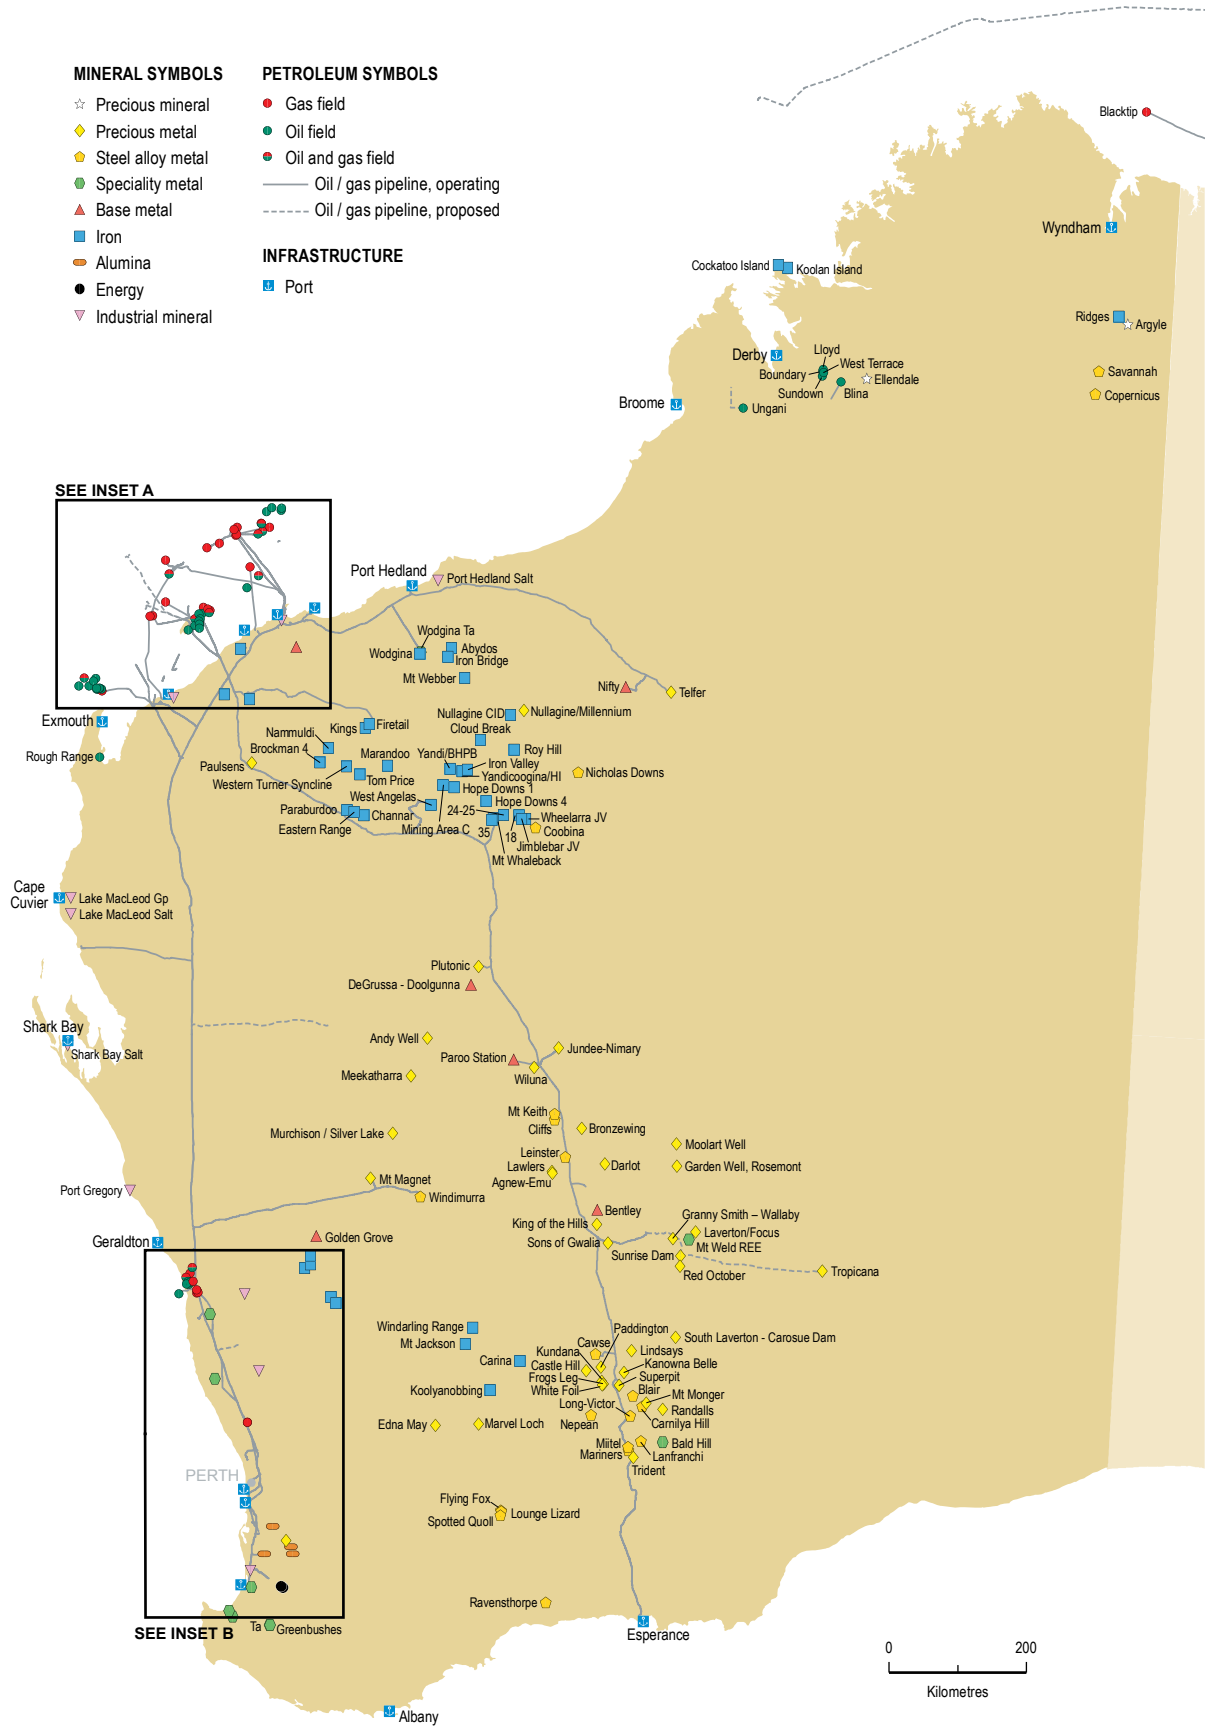 MINERAL SYMBOLS
Precious mineral
Precious metal
Steel alloy metal
Speciality metal
Base metal
Iron
Alumina
Energy
Industrial mineral
PETROLEUM SYMBOLS
Gas field
Oil field
Oil and gas field
Oil / gas pipeline, operating
Oil / gas pipeline, proposed
INFRASTRUCTURE
Port
Blacktip
Wyndham
Cockatoo Island
Koolan Island
Ridges
Argyle
Derby
Lloyd
West Terrace
Boundary
Ellendale
Sundown
Blina
Savannah
Copernicus
Broome
Ungani
SEE INSET A
Port Hedland
Port Hedland Salt
Wodgina Ta
Wodgina
Abydos
Iron Bridge
Mt Webber
Nifty
Telfer
Exmouth
Nullagine CID
Nullagine/Millennium
Kings
Firetail
Cloud Break
Nammuldi
Brockman 4
Roy Hill
Rough Range
Paulsens
Marandoo
Yandi/BHPB
Iron Valley
Yandicoogina/HI
Nicholas Downs
Western Turner Syncline
Tom Price
Hope Downs 1
West Angelas
Hope Downs 4
Paraburdoo
Channar
24-25
Wheelarra JV
Eastern Range
Mining Area C
35
18
Coobina
Jimblebar JV
Mt Whaleback
Cape
Cuvier
Lake MacLeod Gp
Lake MacLeod Salt
Plutonic
DeGrussa - Doolgunna
Shark Bay
Shark Bay Salt
Andy Well
Jundee-Nimary
Paroo Station
Wiluna
Meekatharra
Mt Keith
Cliffs
Bronzewing
Murchison / Silver Lake
Moolart Well
Leinster
Lawlers
Darlot
Garden Well, Rosemont
Agnew-Emu
Mt Magnet
Port Gregory
Windimurra
Bentley
Granny Smith – Wallaby
King of the Hills
Laverton/Focus
Geraldton
Golden Grove
Sons of Gwalia
Mt Weld REE
Sunrise Dam
Red October
Tropicana
Windarling Range
Mt Jackson
Paddington
Cawse
South Laverton - Carosue Dam
Kundana
Lindsays
Carina
Castle Hill
Kanowna Belle
Frogs Leg
Superpit
Koolyanobbing
White Foil
Blair
Mt Monger
Long-Victor
Randalls
Edna May
Marvel Loch
Nepean
Carnilya Hill
Miitel
Bald Hill
Mariners
Lanfranchi
Trident
PERTH
Flying Fox
Lounge Lizard
Spotted Quoll
Ravensthorpe
SEE INSET B
Ta
Greenbushes
Esperance
0
200
Kilometres
Albany